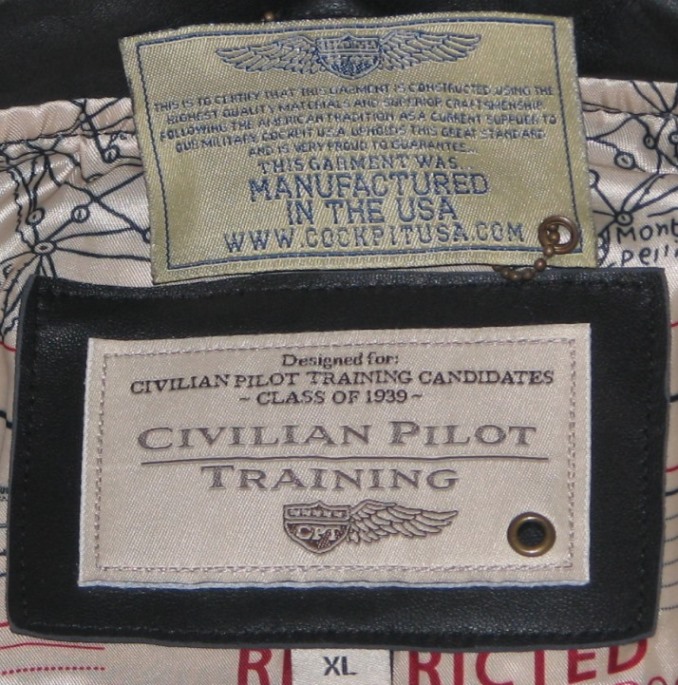 THIS IS TO CERTIFY THAT THIS GARMENT IS CONSTRUCTED USING THE
HIGHEST QUALITY MATERIALS AND SUPERIOR CRAFTSMENSHIP.
FOLLOWING THE AMERICAN TRADITION AS A CURRENT SUPPLIER TO
OUR MILITARY, COCKPIT USA UPHOLDS THIS GREAT STANDARD
AND IS VERY PROUD TO GUARANTEE...
THIS GARMENT WAS
MANUFACTURED
IN THE USA
WWW.COCKPITUSA.COM
Mont
pelli
Designed for:
CIVILIAN PILOT TRAINING CANDIDATES
~ CLASS OF 1939 ~
CIVILIAN PILOT
TRAINING
CPT
XL
RICTED